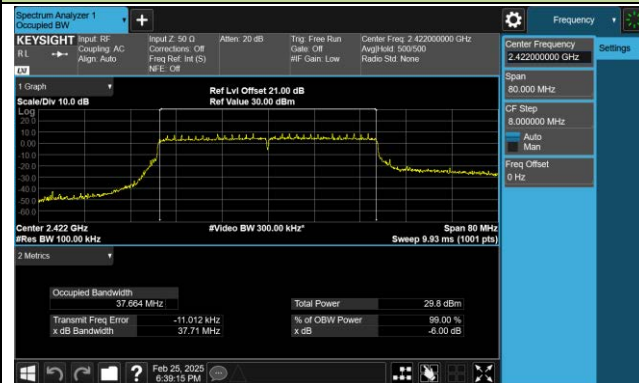 Spectrum Analyzer 1
Occupied BW
+
Frequency
KEYSIGHT
RL
LXI
Input: RF
Coupling: AC
Align: Auto
Input Z: 50 Ω
Corrections: Off
Freq Ref: Int (S)
NFE: Off
Atten: 20 dB
Trig: Free Run
Gate: Off
#IF Gain: Low
Center Freq: 2.422000000 GHz
Avg|Hold: 500/500
Radio Std: None
Center Frequency
2.422000000 GHz
Settings
Span
80.000 MHz
CF Step
8.000000 MHz
Auto
Man
Freq Offset
0 Hz
1 Graph
Scale/Div 10.0 dB
Ref Lvl Offset 21.00 dB
Ref Value 30.00 dBm
Log
20.0
10.0
0.00
-10.0
-20.0
-30.0
-40.0
-50.0
-60.0
Center 2.422 GHz
#Res BW 100.00 kHz
#Video BW 300.00 kHz*
Span 80 MHz
Sweep 9.93 ms (1001 pts)
2 Metrics
Occupied Bandwidth
37.664 MHz
Transmit Freq Error -11.012 kHz
x dB Bandwidth 37.71 MHz
Total Power 29.8 dBm
% of OBW Power 99.00 %
x dB -6.00 dB
?
Feb 25, 2025
6:39:15 PM